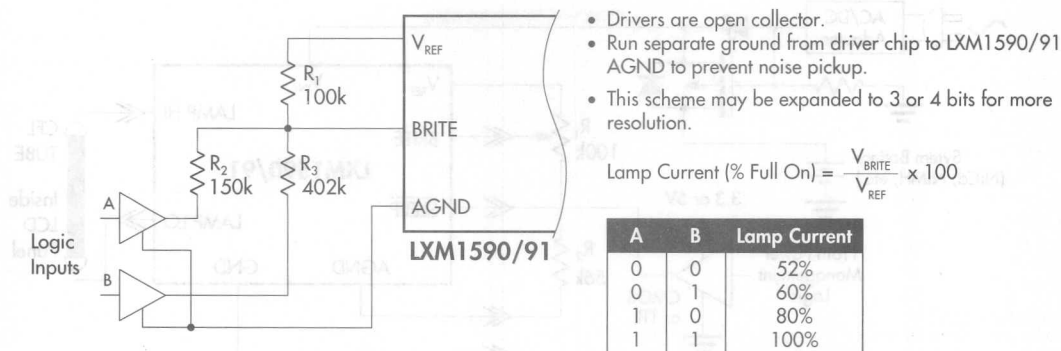 V_REF
R_1
100k
BRITE
R_2
150k
R_3
402k
AGND
A
Logic
Inputs
B
LXM1590/91
• Drivers are open collector.
• Run separate ground from driver chip to LXM1590/91
AGND to prevent noise pickup.
• This scheme may be expanded to 3 or 4 bits for more
resolution.
Lamp Current (% Full On) = V_BRITE / V_REF x 100
A B Lamp Current
0 0 52%
0 1 60%
1 0 80%
1 1 100%